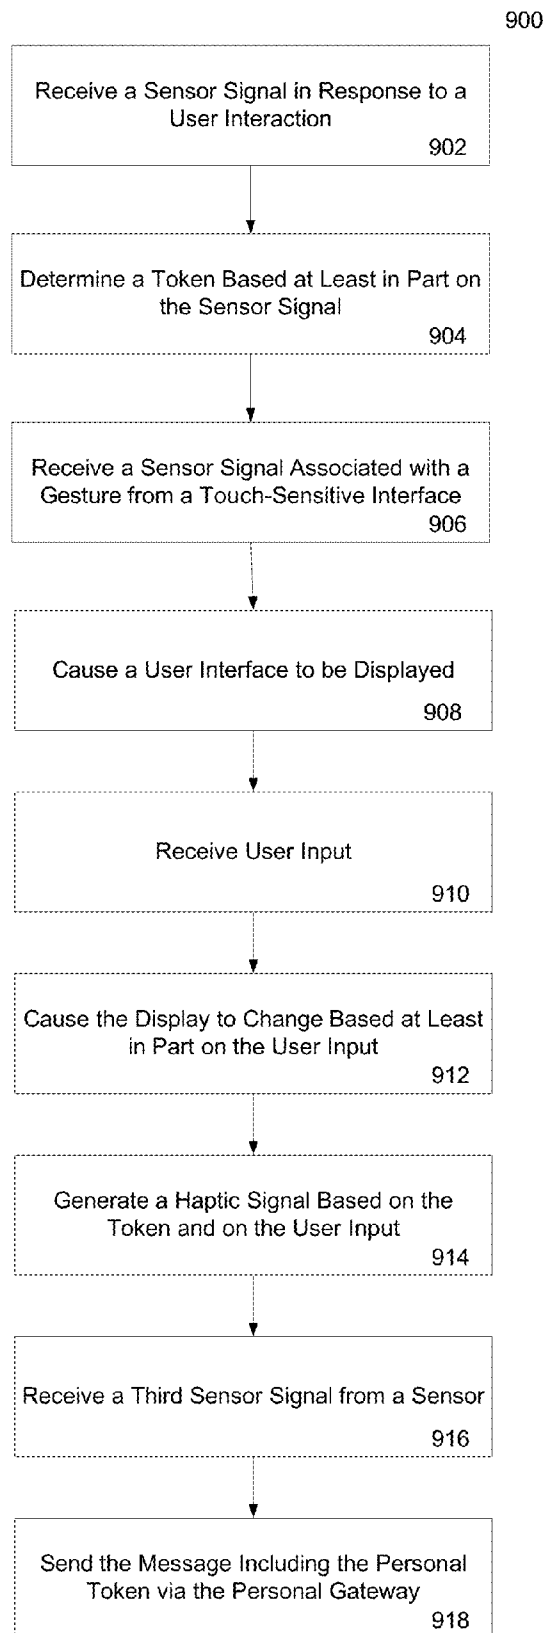 900
Receive a Sensor Signal in Response to a
User Interaction
902
Determine a Token Based at Least in Part on
the Sensor Signal
904
Receive a Sensor Signal Associated with a
Gesture from a Touch-Sensitive Interface
906
Cause a User Interface to be Displayed
908
Receive User Input
910
Cause the Display to Change Based at Least
in Part on the User Input
912
Generate a Haptic Signal Based on the
Token and on the User Input
914
Receive a Third Sensor Signal from a Sensor
916
Send the Message Including the Personal
Token via the Personal Gateway
918